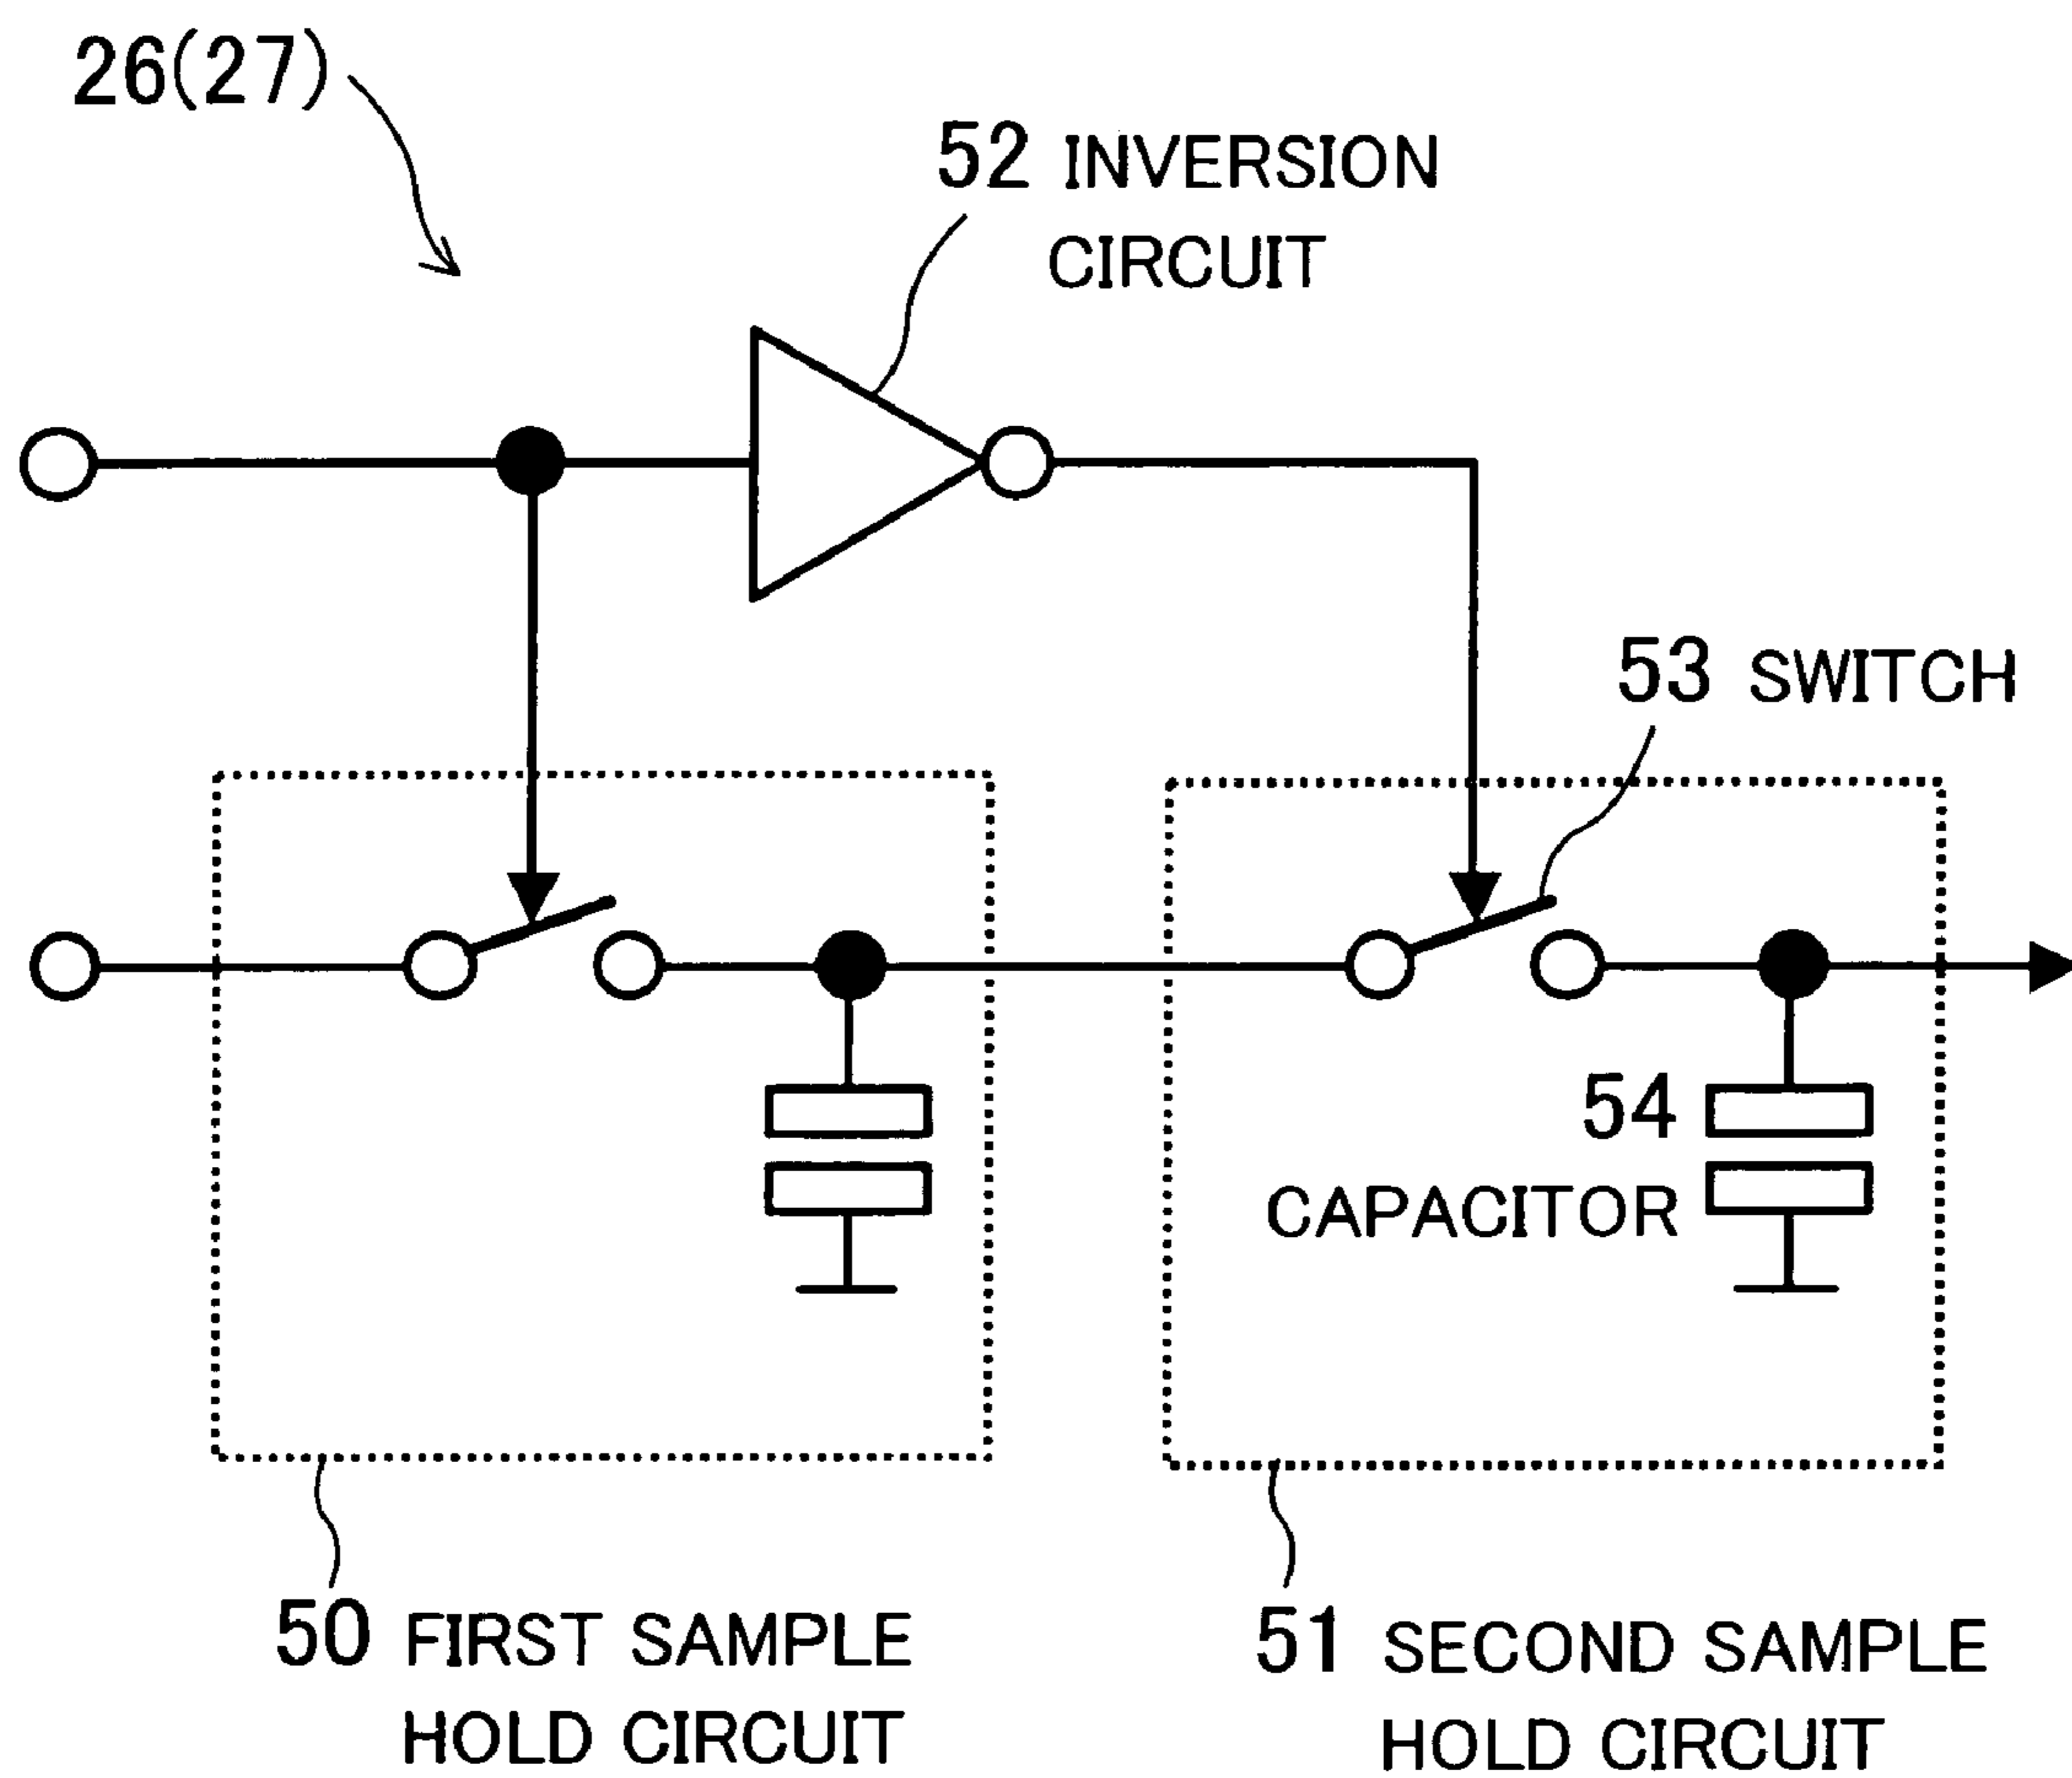 26(27)
52 INVERSION
CIRCUIT
53 SWITCH
54
CAPACITOR
50 FIRST SAMPLE
HOLD CIRCUIT
51 SECOND SAMPLE
HOLD CIRCUIT